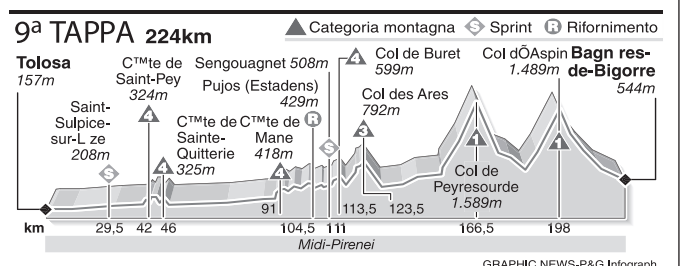 9ª TAPPA 224km
Categoria montagna
Sprint
Rifornimento
Tolosa
157m
C™te de
Saint-Pey
324m
Sengouagnet 508m
Pujos (Estadens)
429m
Col de Buret
599m
Col des Ares
792m
Col dÕAspin
1.489m
Bagn res-
de-Bigorre
544m
Saint-
Sulpice-
sur-L ze
208m
C™te de
Sainte-
Quitterie
325m
C™te de
Mane
418m
Col de
Peyresourde
1.589m
S
4
4
4
R
S
4
3
1
1
91
113,5
123,5
km
29,5
42
46
104,5
111
166,5
198
Midi-Pirenei
GRAPHIC NEWS-P&G Infograph